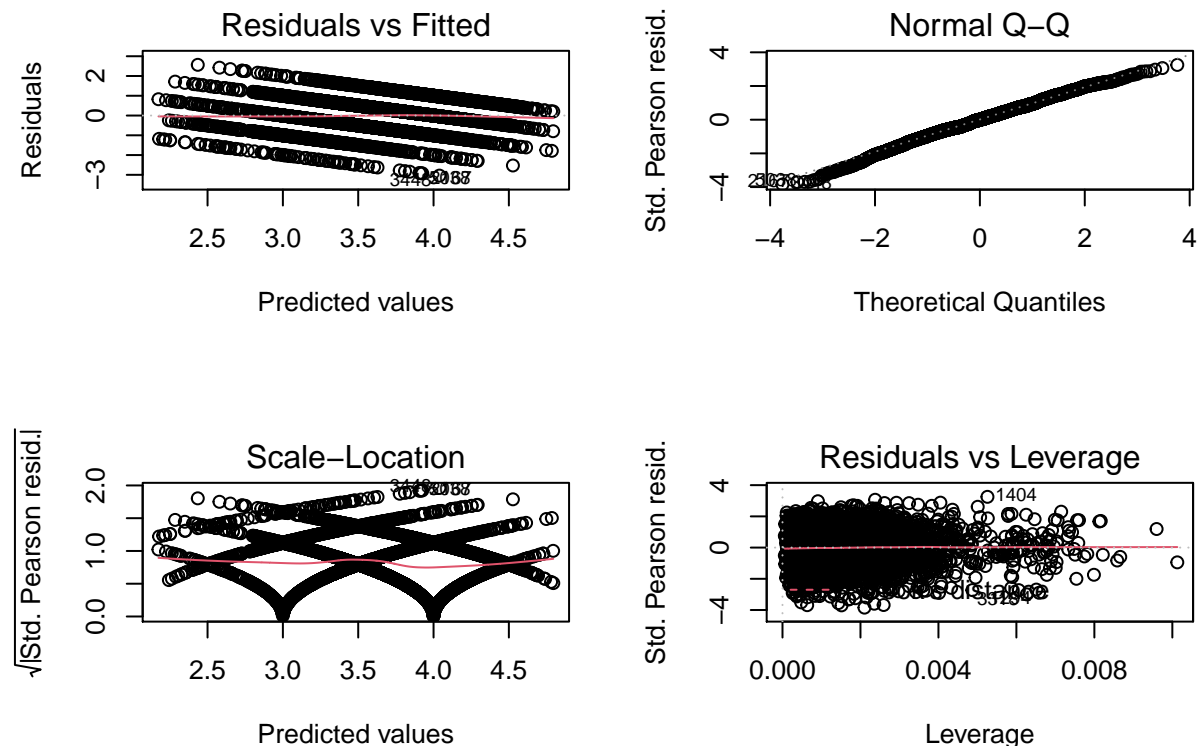 Residuals vs Fitted
Residuals
2
0
−3
2.5 3.0 3.5 4.0 4.5
Predicted values
Normal Q−Q
Std. Pearson resid.
4
0
−4
−4 −2 0 2 4
Theoretical Quantiles
Scale−Location
√|Std. Pearson resid.|
2.0
1.0
0.0
2.5 3.0 3.5 4.0 4.5
Predicted values
Residuals vs Leverage
Std. Pearson resid.
4
0
−4
1404
distance
0.000 0.004 0.008
Leverage